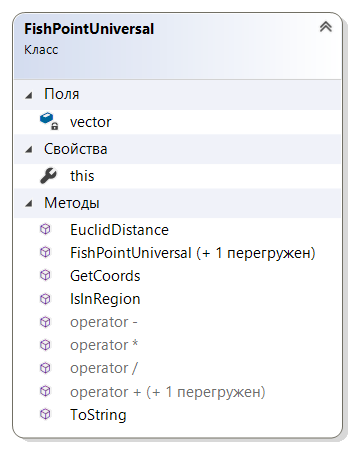 FishPointUniversal
Класс
Поля
vector
Свойства
this
Методы
EuclidDistance
FishPointUniversal (+ 1 перегружен)
GetCoords
IsInRegion
operator -
operator *
operator /
operator + (+ 1 перегружен)
ToString